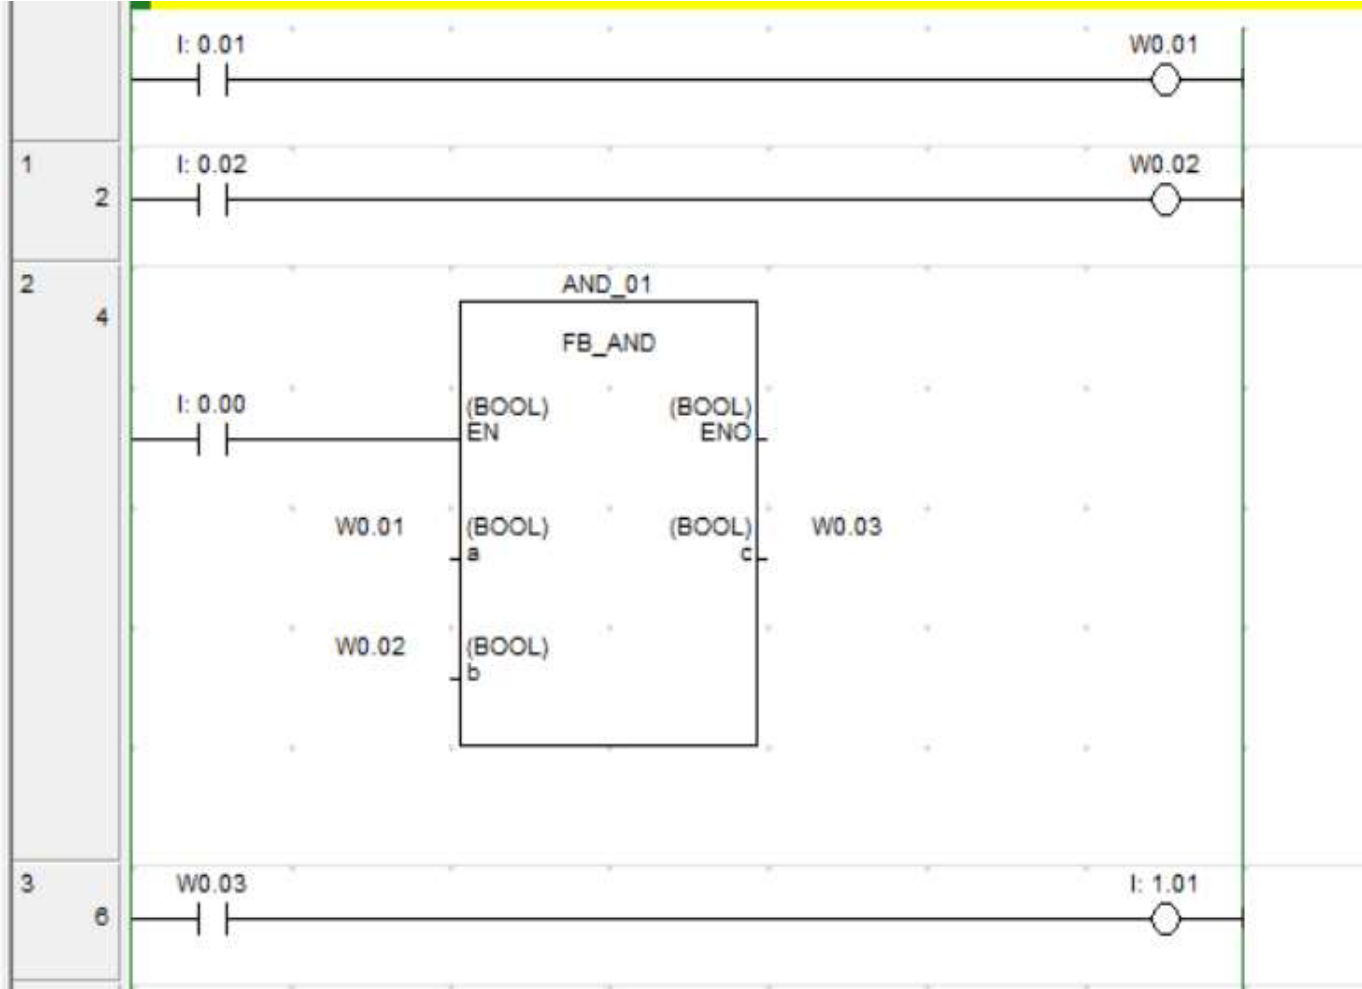 I: 0.01 W0.01
1 I: 0.02 W0.02
2
2 AND_01
4
FB_AND
I: 0.00 (BOOL) (BOOL)
EN ENO
W0.01 (BOOL) (BOOL) W0.03
a c
W0.02 (BOOL)
b
3 W0.03 I: 1.01
6